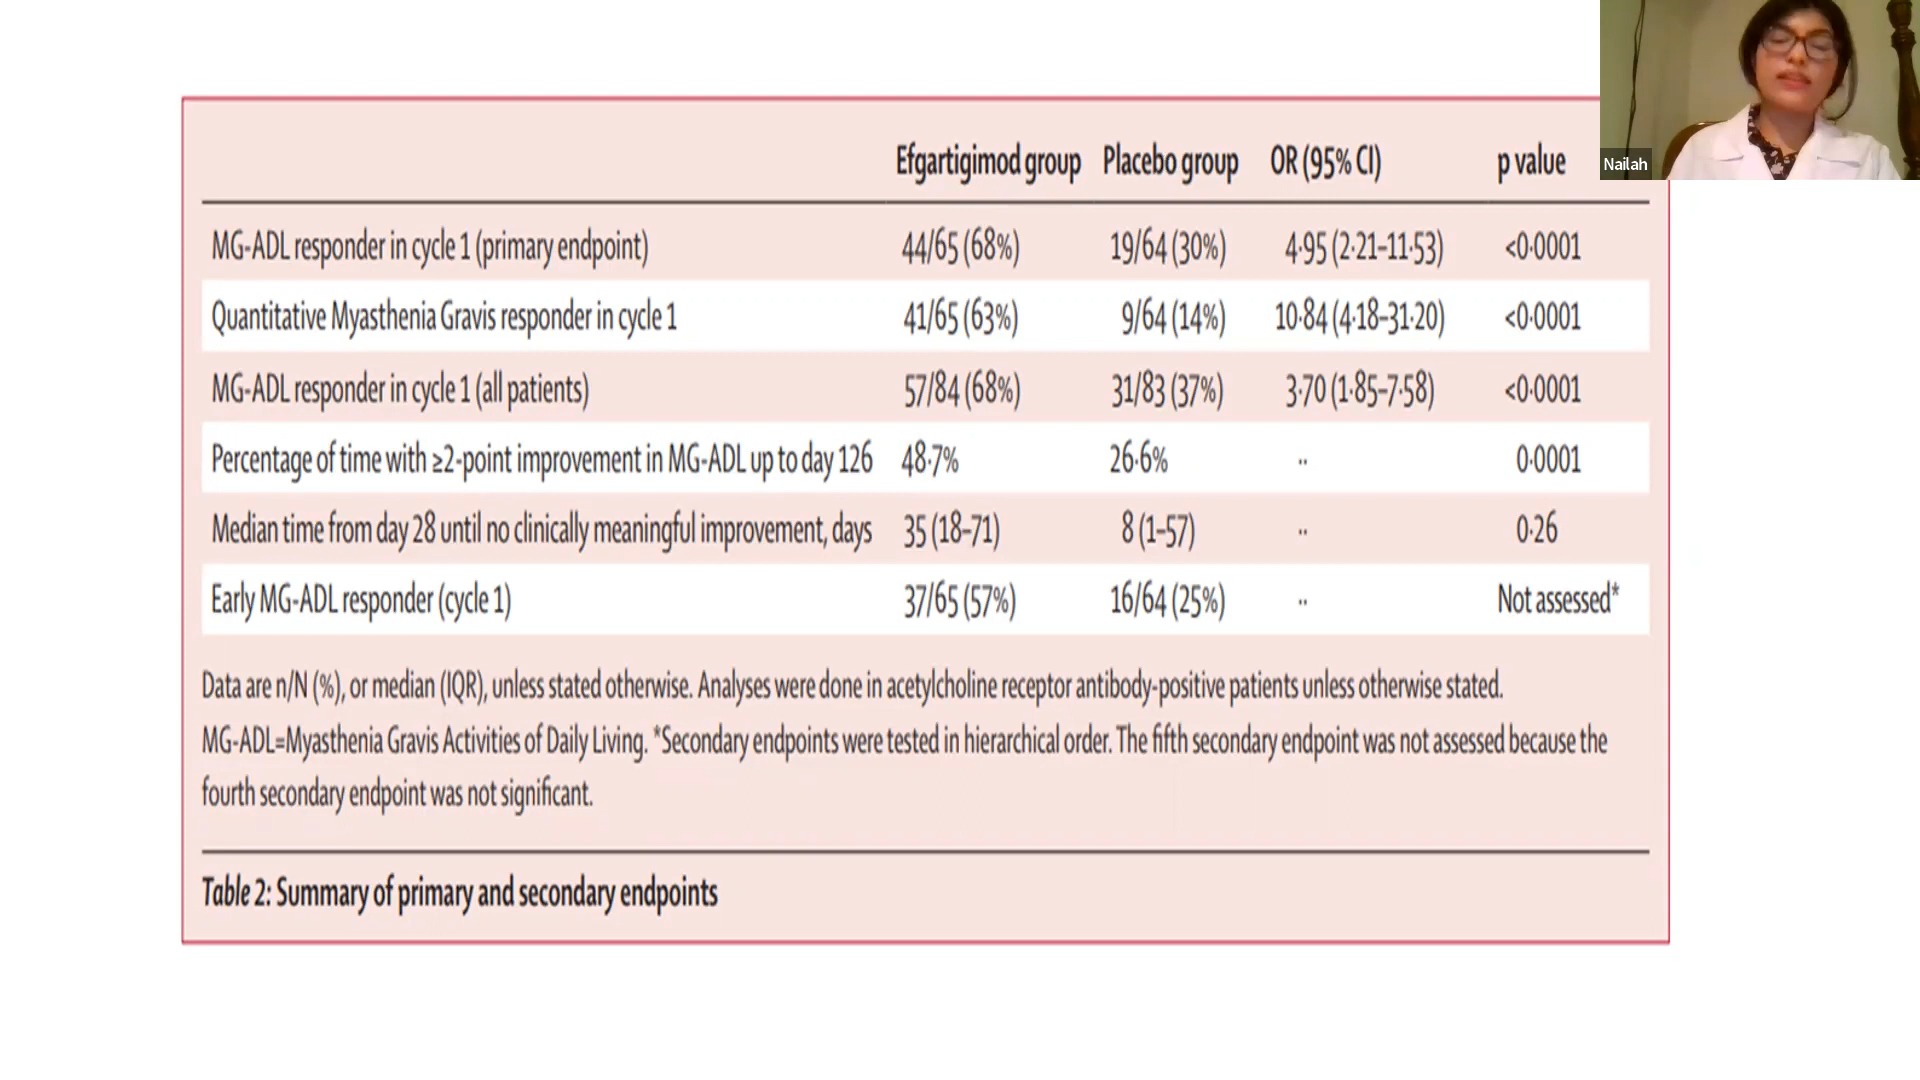 Nailah
Efgartigimod group Placebo group OR (95% CI) p value
MG-ADL responder in cycle 1 (primary endpoint) 44/65 (68%) 19/64 (30%) 4·95 (2·21–11·53) <0·0001
Quantitative Myasthenia Gravis responder in cycle 1 41/65 (63%) 9/64 (14%) 10·84 (4·18–31·20) <0·0001
MG-ADL responder in cycle 1 (all patients) 57/84 (68%) 31/83 (37%) 3·70 (1·85–7·58) <0·0001
Percentage of time with ≥2-point improvement in MG-ADL up to day 126 48·7% 26·6% ·· 0·0001
Median time from day 28 until no clinically meaningful improvement, days 35 (18–71) 8 (1–57) ·· 0·26
Early MG-ADL responder (cycle 1) 37/65 (57%) 16/64 (25%) ·· Not assessed*
Data are n/N (%), or median (IQR), unless stated otherwise. Analyses were done in acetylcholine receptor antibody-positive patients unless otherwise stated.
MG-ADL=Myasthenia Gravis Activities of Daily Living. *Secondary endpoints were tested in hierarchical order. The fifth secondary endpoint was not assessed because the
fourth secondary endpoint was not significant.
Table 2: Summary of primary and secondary endpoints